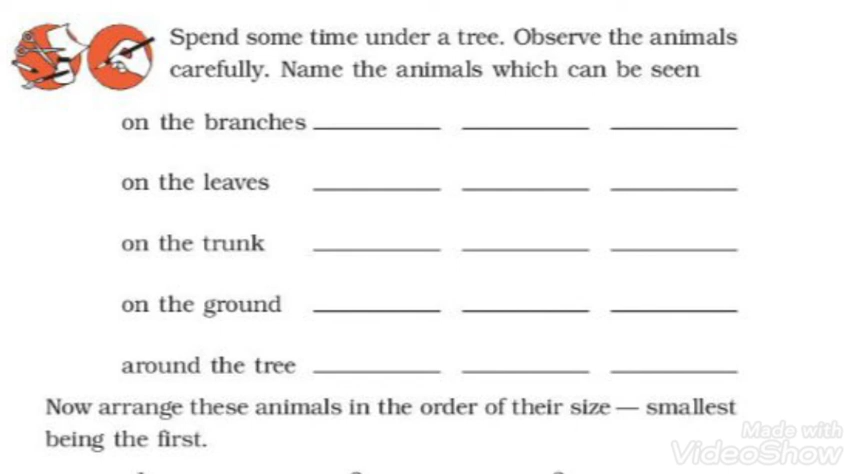 Spend some time under a tree. Observe the animals
carefully. Name the animals which can be seen
on the branches
on the leaves
on the trunk
on the ground
around the tree
Now arrange these animals in the order of their size — smallest
being the first.
Made with
VideoShow